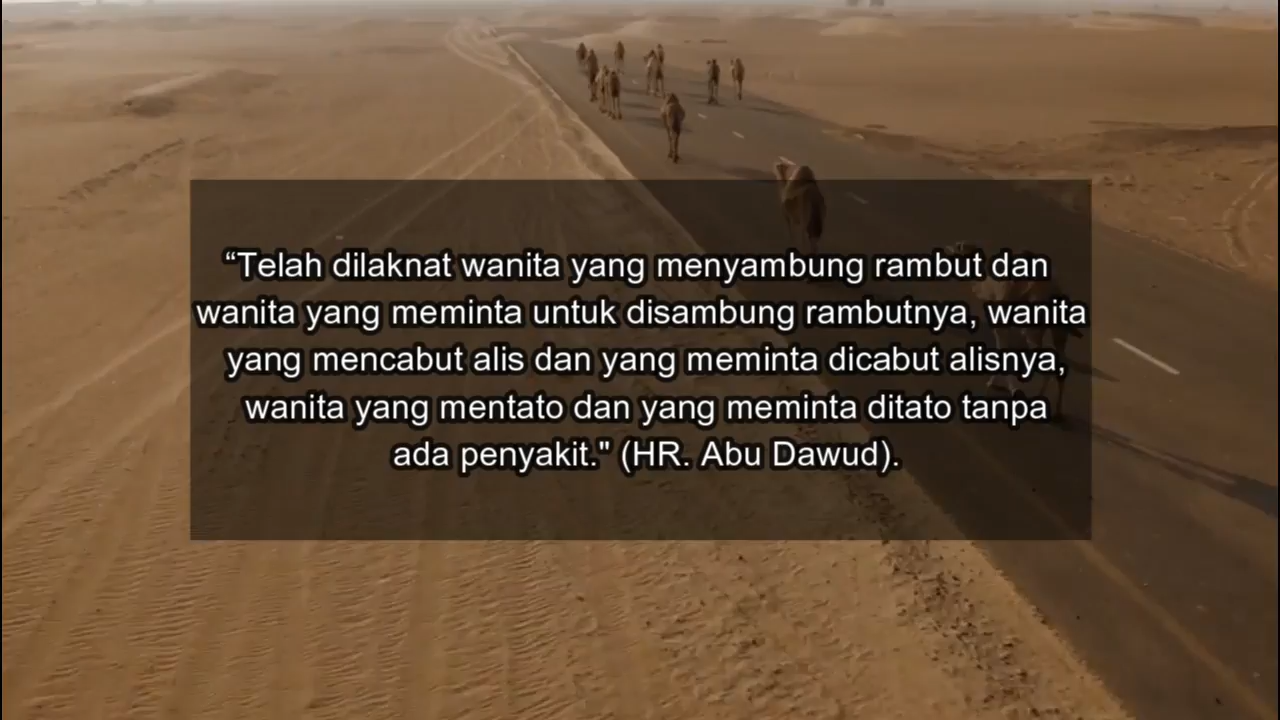 “Telah dilaknat wanita yang menyambung rambut dan
wanita yang meminta untuk disambung rambutnya, wanita
yang mencabut alis dan yang meminta dicabut alisnya,
wanita yang mentato dan yang meminta ditato tanpa
ada penyakit." (HR. Abu Dawud).